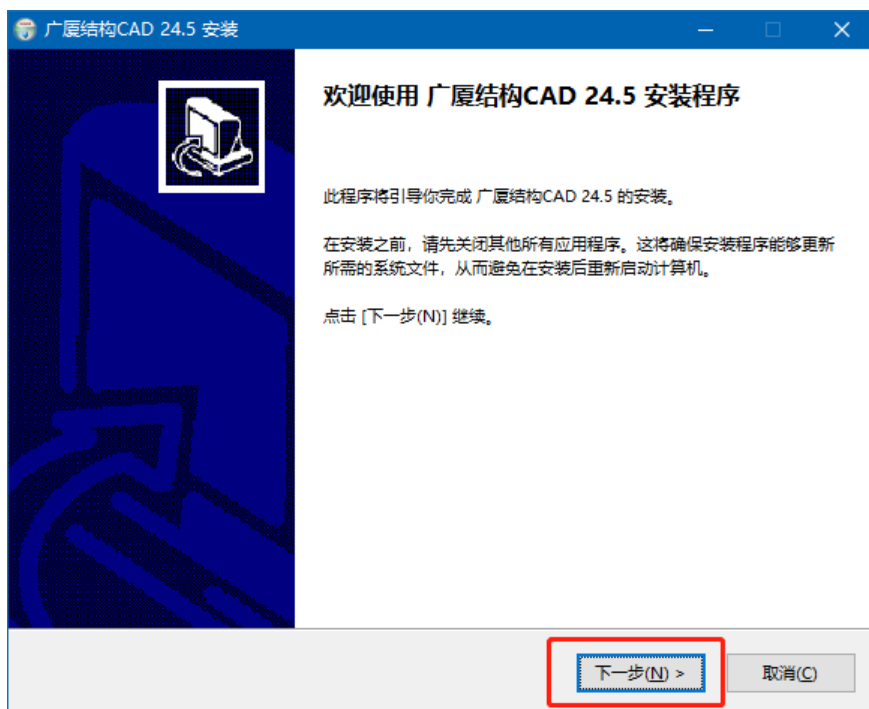 广厦结构CAD 24.5 安装
欢迎使用 广厦结构CAD 24.5 安装程序
此程序将引导你完成 广厦结构CAD 24.5 的安装。
在安装之前，请先关闭其他所有应用程序。这将确保安装程序能够更新
所需的系统文件，从而避免在安装后重新启动计算机。
点击 [下一步(N)] 继续。
下一步(N) >
取消(C)